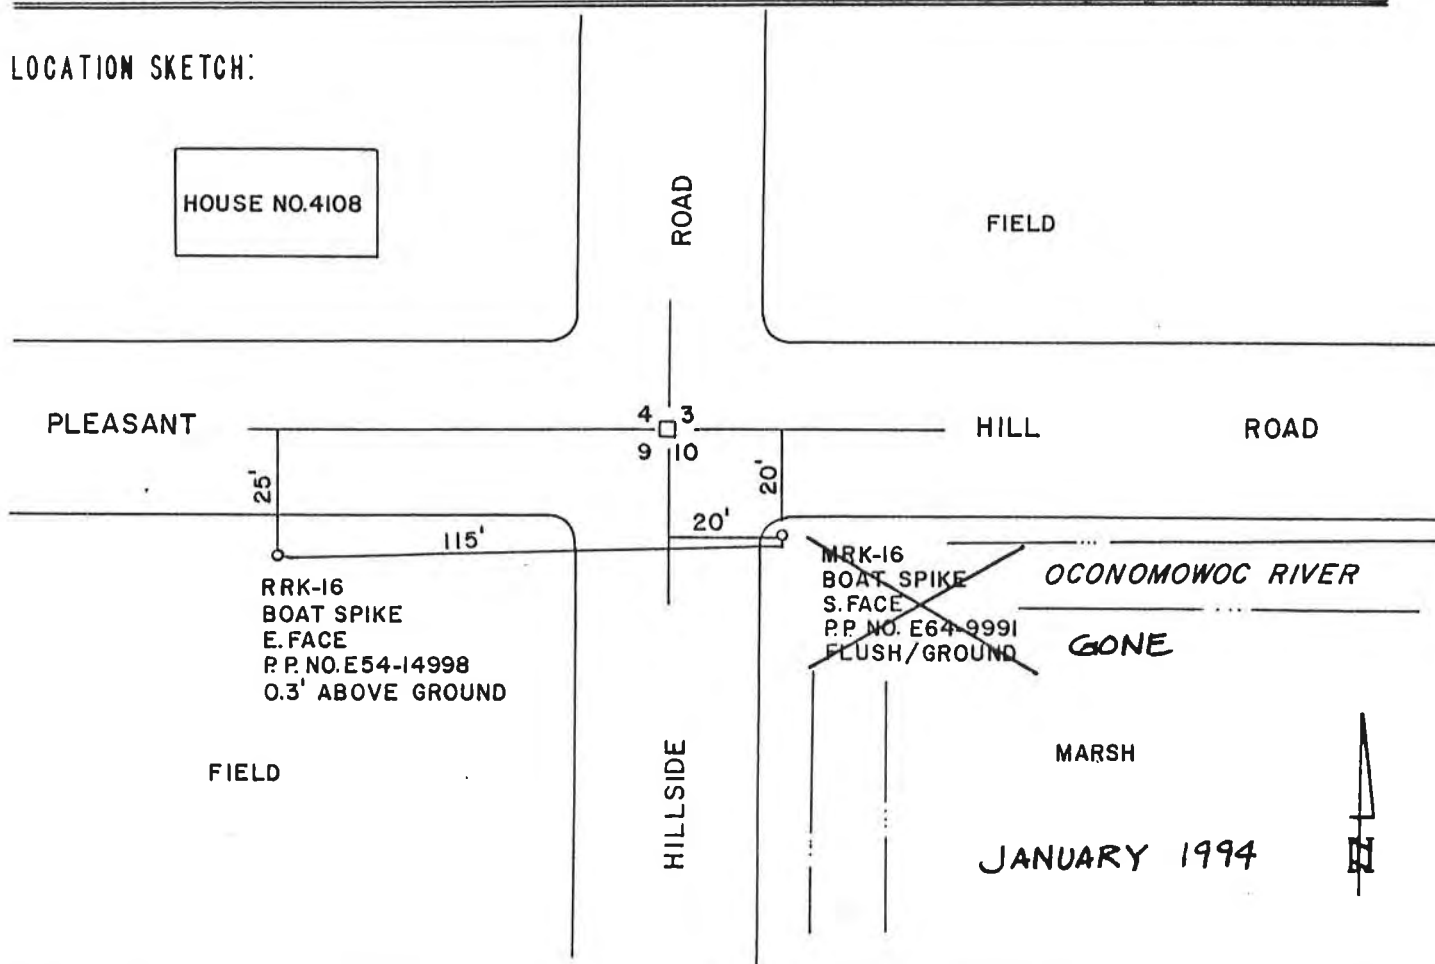 LOCATION SKETCH:
HOUSE NO.4108
ROAD
FIELD
PLEASANT
4 3
9 10
HILL
ROAD
25'
20'
20'
115'
RRK-16
BOAT SPIKE
E. FACE
P.P. NO. E54-14998
0.3' ABOVE GROUND
MRK-16
BOAT SPIKE
S. FACE
P.P. NO. E64-9991
FLUSH/GROUND
OCONOMOWOC RIVER
GONE
FIELD
HILLSIDE
MARSH
JANUARY 1994
N